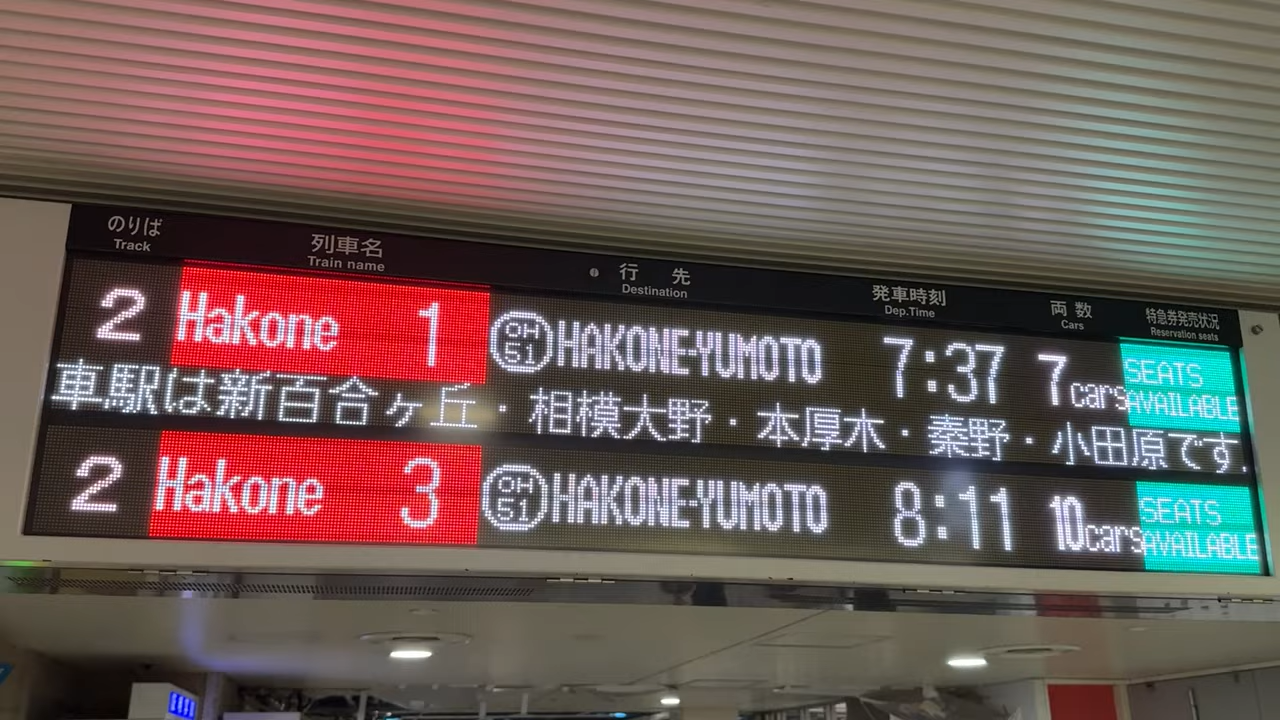 のりば 列車名 行先 発車時刻 両数 特急券発売状況
Track Train name Destination Dep.Time Cars Reservation seats
2 Hakone 1 OH 51 HAKONE-YUMOTO 7:37 7cars SEATS AVAILABLE
車駅は新百合ヶ丘・相模大野・本厚木・秦野・小田原です.
2 Hakone 3 OH 51 HAKONE-YUMOTO 8:11 10cars SEATS AVAILABLE